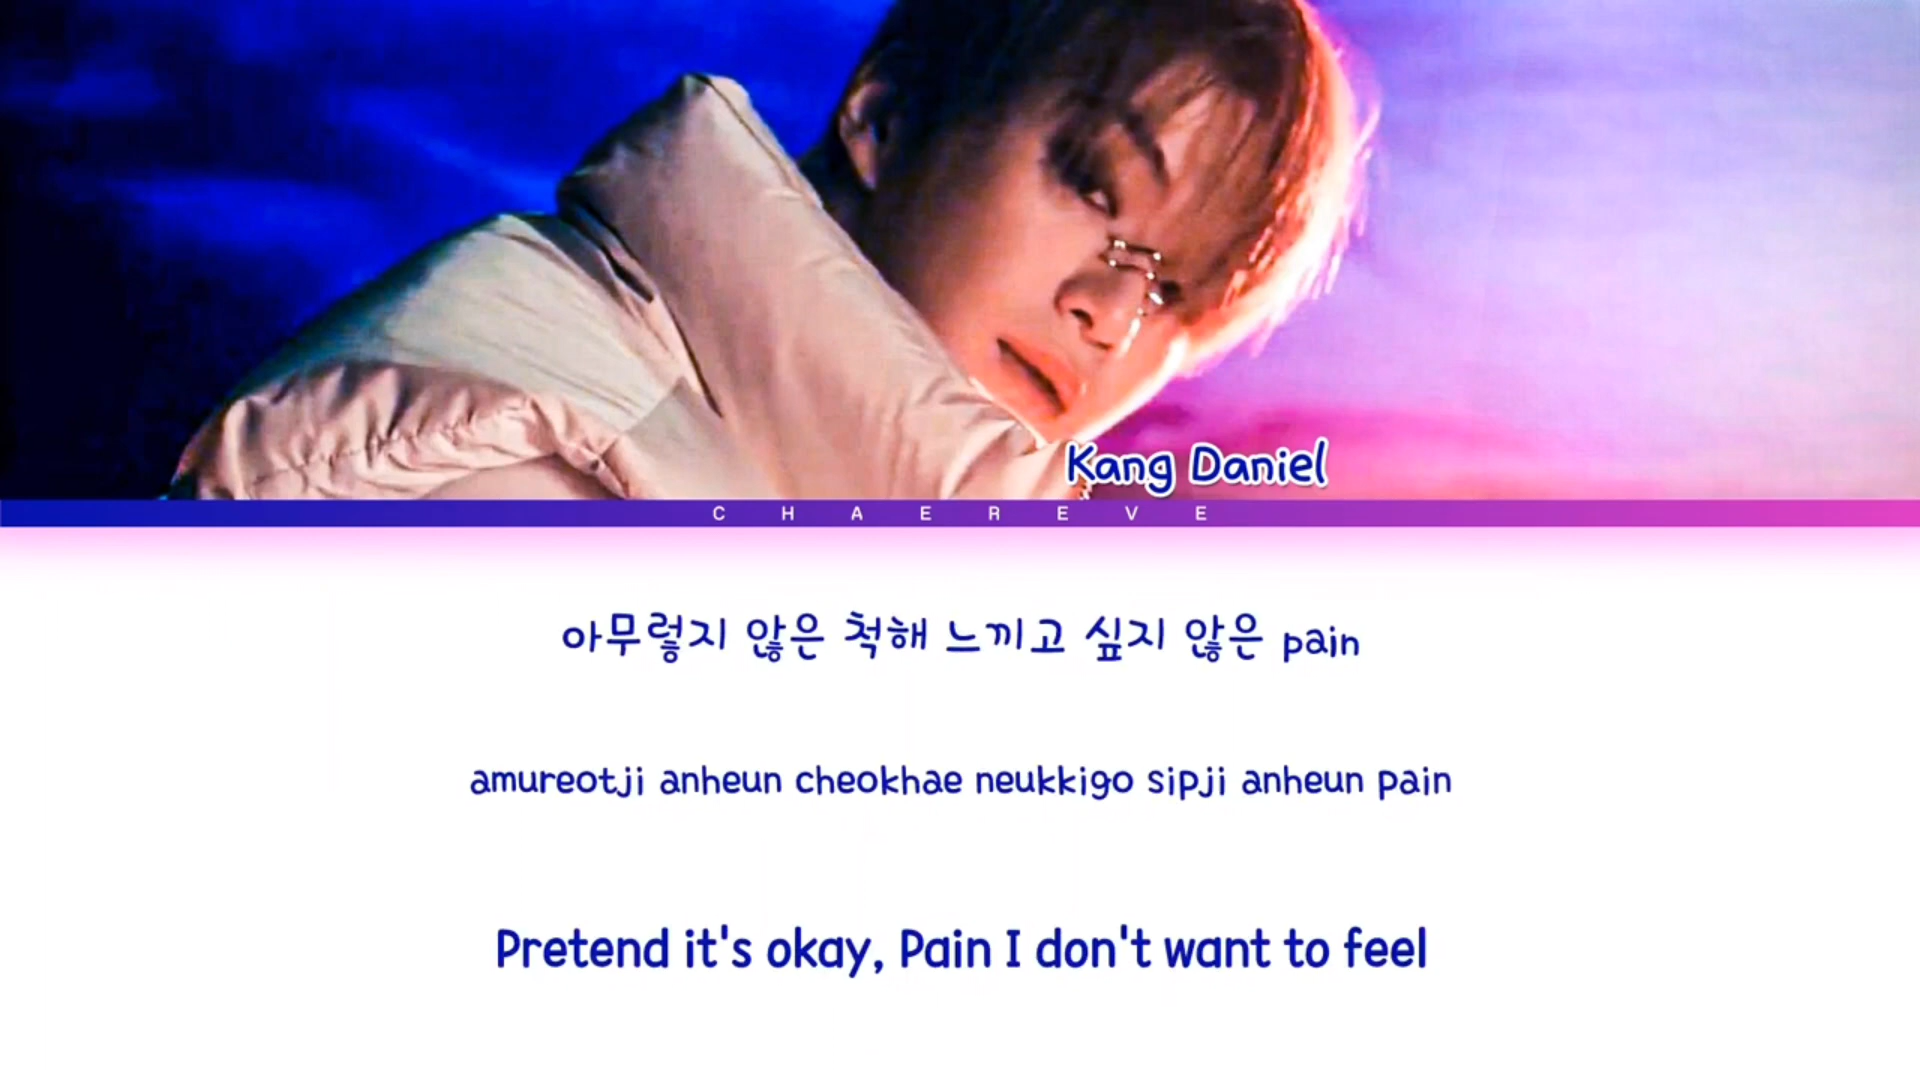 Kang Daniel
CHAEREVE
아무렇지 않은 척해 느끼고 싶지 않은 pain
amureotji anheun cheokhae neukkigo sipji anheun pain
Pretend it's okay, Pain I don't want to feel